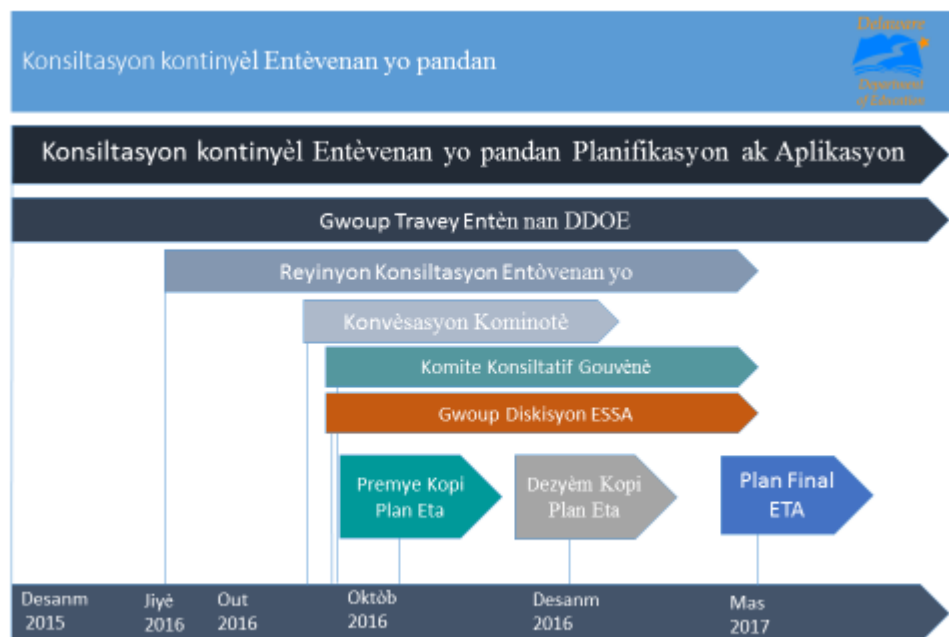 Konsiltasyon kontinyèl Entèvenan yo pandan
Delaware
Department
of Education
Konsiltasyon kontinyèl Entèvenan yo pandan Planifikasyon ak Aplikasyon
Gwoup Travey Entèn nan DDOE
Reyinyon Konsiltasyon Entòvenan yo
Konvèsasyon Kominotè
Komite Konsiltatif Gouvènè
Gwoup Diskisyon ESSA
Premye Kopi
Plan Eta
Dezyèm Kopi
Plan Eta
Plan Final
ETA
Desanm
2015
Jiyè
2016
Out
2016
Oktòb
2016
Desanm
2016
Mas
2017